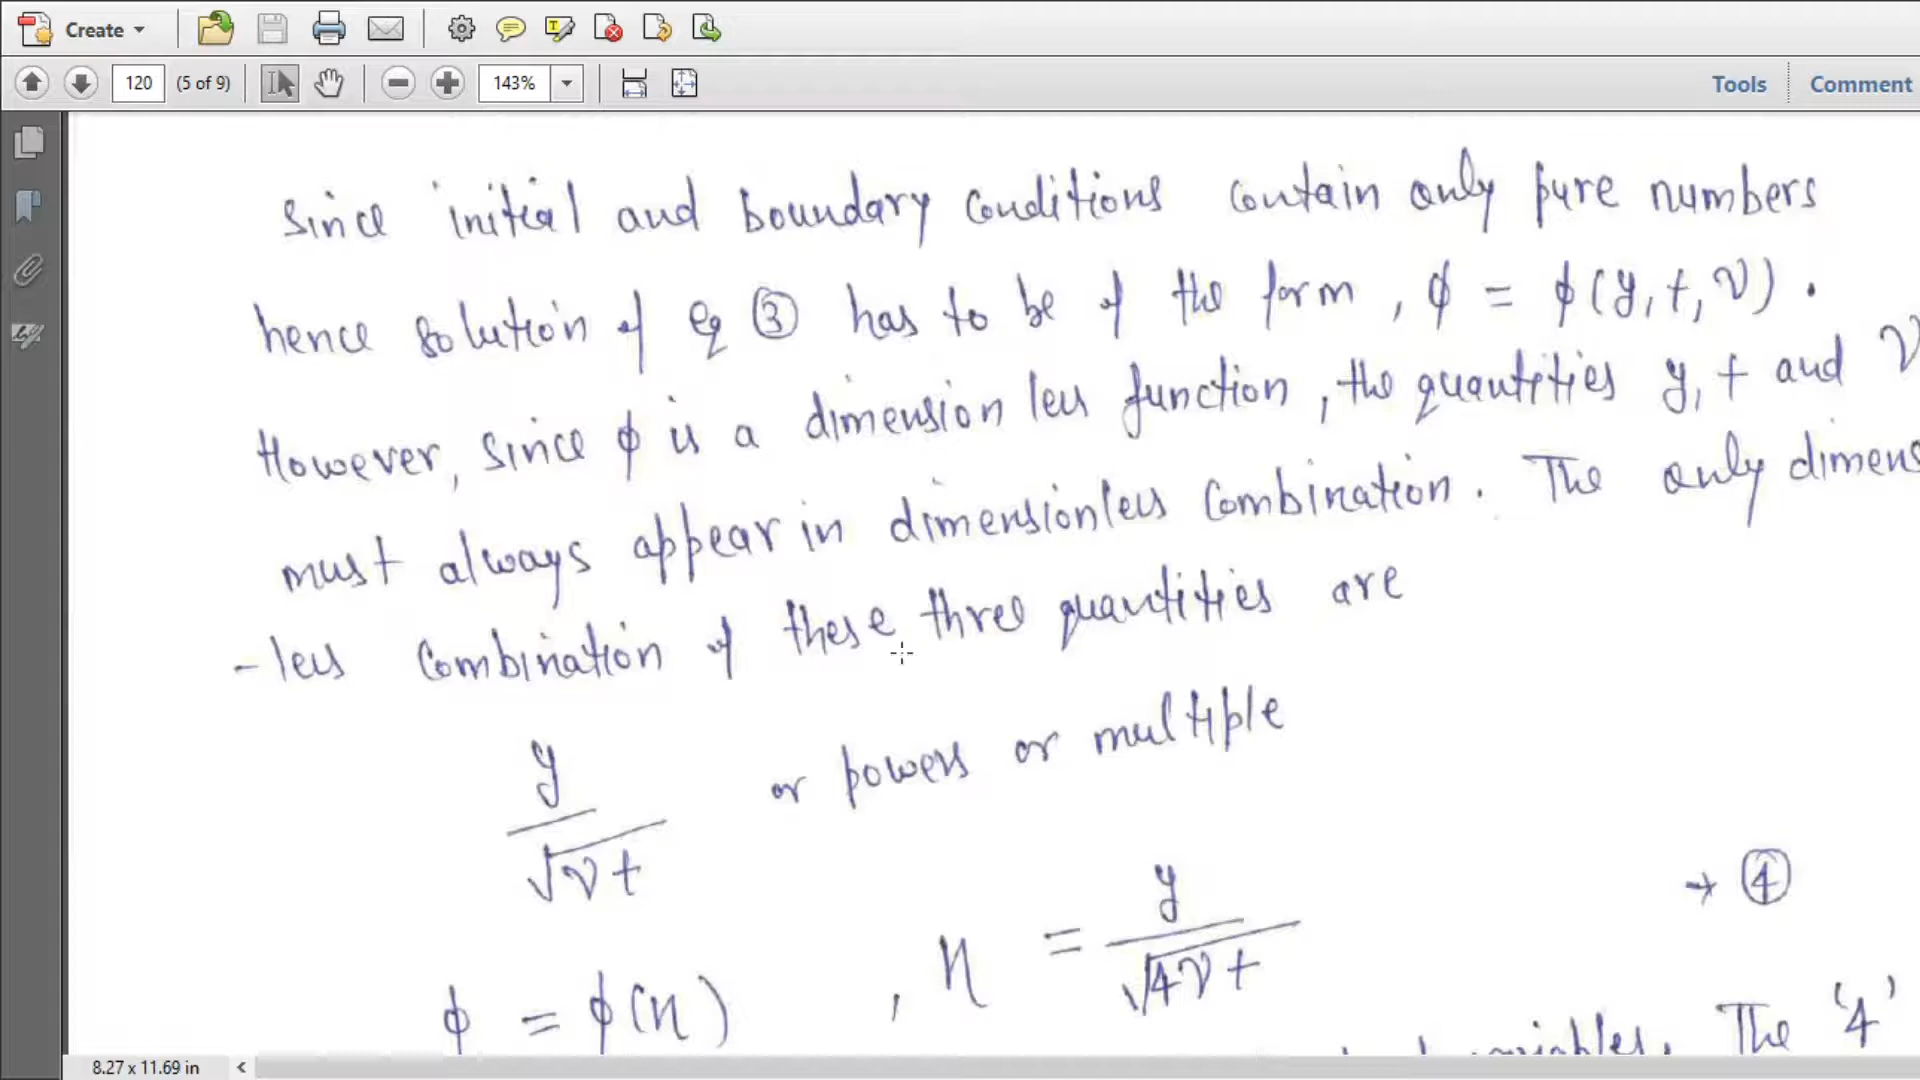 Create
120 (5 of 9) 143% Tools Comment
Since initial and boundary conditions contain only pure numbers
hence solution of eq ③ has to be of the form, ϕ = ϕ(y, t, ν).
However, since ϕ is a dimension less function, the quantities y, t and ν
must always appear in dimensionless combination. The only dimens
-less combination of these three quantities are
y/√νt or powers or multiple
ϕ = ϕ(η) , η = y/√4νt → ④
variables. The '4'
8.27 x 11.69 in